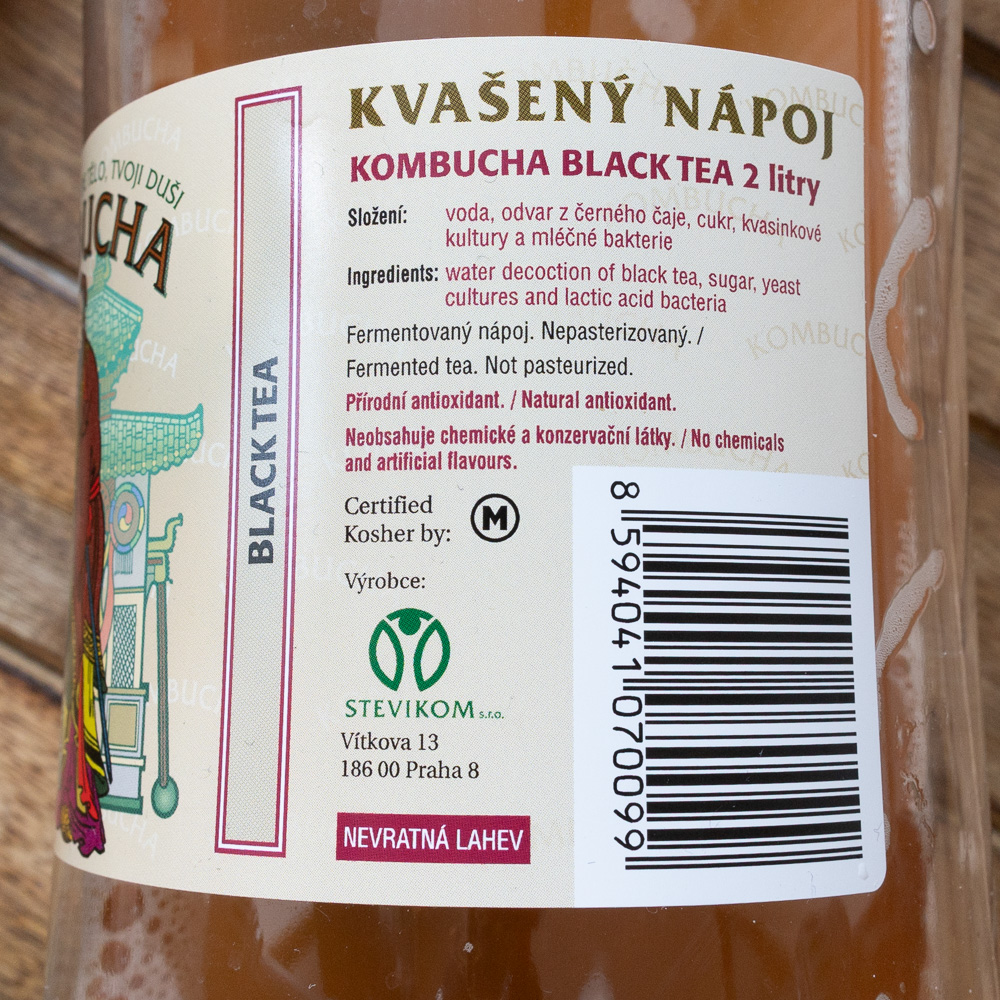 TĚLO, TVOJI DUŠI
UCHA
BLACK TEA
KVAŠENÝ NÁPOJ
KOMBUCHA BLACK TEA 2 litry
Složení: voda, odvar z černého čaje, cukr, kvasinkové
kultury a mléčné bakterie
Ingredients: water decoction of black tea, sugar, yeast
cultures and lactic acid bacteria
Fermentovaný nápoj. Nepasterizovaný. /
Fermented tea. Not pasteurized.
Přírodní antioxidant. / Natural antioxidant.
Neobsahuje chemické a konzervační látky. / No chemicals
and artificial flavours.
Certified
Kosher by: M
Výrobce:
STEVIKOM s.r.o.
Vítkova 13
186 00 Praha 8
NEVRATNÁ LAHEV
8 594041 070099